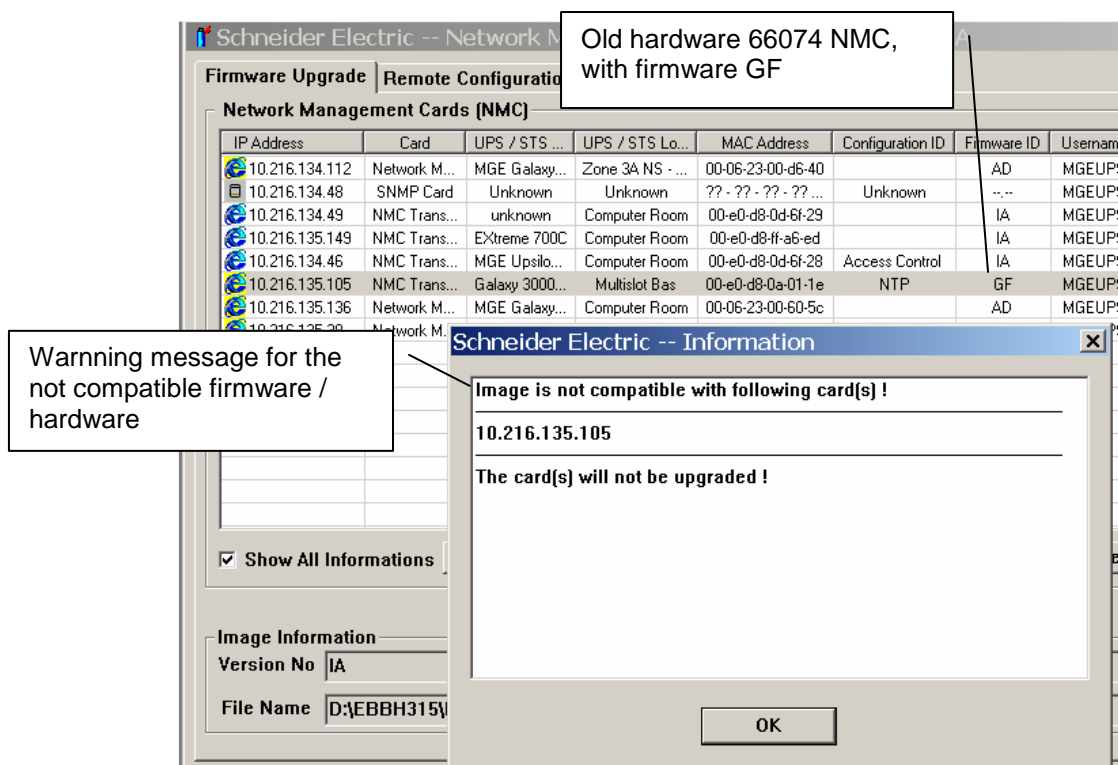 Schneider Electric -- Network M
Old hardware 66074 NMC,
with firmware GF
Firmware Upgrade Remote Configuratio
Network Management Cards (NMC)
IP Address Card UPS / STS ... UPS / STS Lo... MAC Address Configuration ID Firmware ID Usernam
10.216.134.112 Network M... MGE Galaxy... Zone 3A NS - ... 00-06-23-00-d6-40 AD MGEUPS
10.216.134.48 SNMP Card Unknown Unknown ?? - ?? - ?? - ?? ... Unknown --.-- MGEUPS
10.216.134.49 NMC Trans... unknown Computer Room 00-e0-d8-0d-6f-29 IA MGEUPS
10.216.135.149 NMC Trans... EXtreme 700C Computer Room 00-e0-d8-ff-a6-ed IA MGEUPS
10.216.134.46 NMC Trans... MGE Upsilo... Computer Room 00-e0-d8-0d-6f-28 Access Control IA MGEUPS
10.216.135.105 NMC Trans... Galaxy 3000... Multislot Bas 00-e0-d8-0a-01-1e NTP GF MGEUPS
10.216.135.136 Network M... MGE Galaxy... Computer Room 00-06-23-00-60-5c AD MGEUPS
Network M.
Warnning message for the
not compatible firmware /
hardware
Schneider Electric -- Information
Image is not compatible with following card(s) !
10.216.135.105
The card(s) will not be upgraded !
Show All Informations
Image Information
Version No IA
File Name D:\EBBH315\
OK